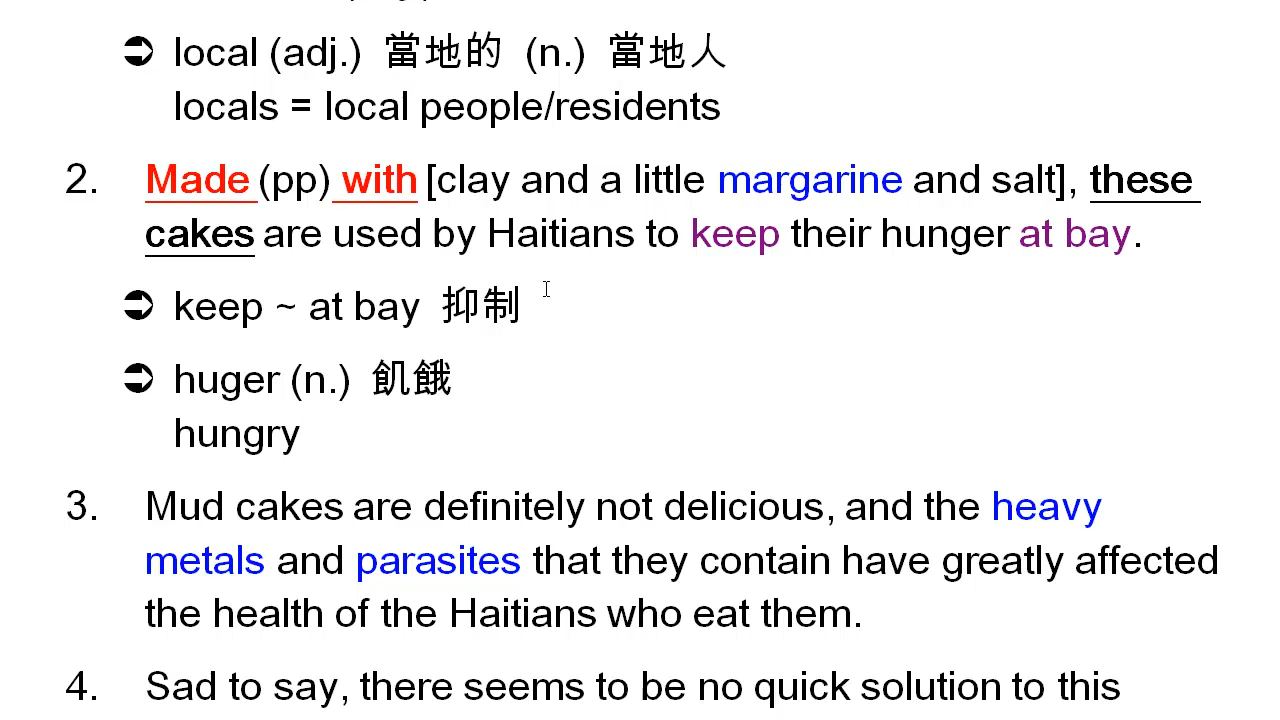 ➲ local (adj.) 當地的 (n.) 當地人
locals = local people/residents
2. Made (pp) with [clay and a little margarine and salt], these
cakes are used by Haitians to keep their hunger at bay.
➲ keep ~ at bay 抑制
➲ huger (n.) 飢餓
hungry
3. Mud cakes are definitely not delicious, and the heavy
metals and parasites that they contain have greatly affected
the health of the Haitians who eat them.
4. Sad to say, there seems to be no quick solution to this